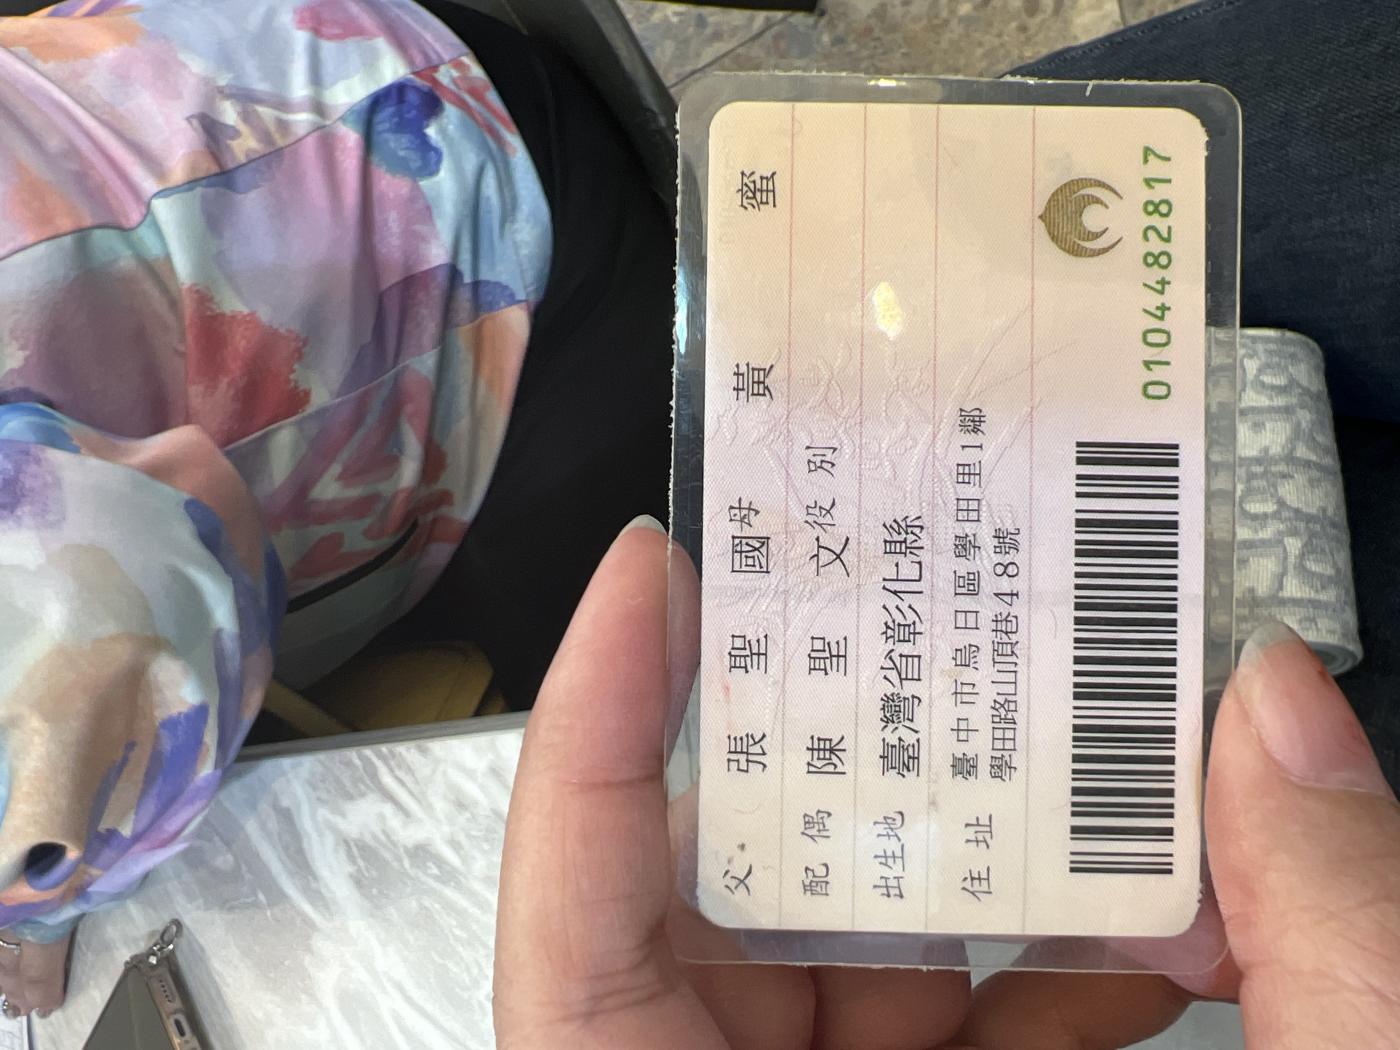 父 張聖國 母 黃蜜
配偶 陳聖文 役別
出生地 臺灣省彰化縣
住址 臺中市烏日區學田里1鄰
學田路山頂巷48號
0104482817